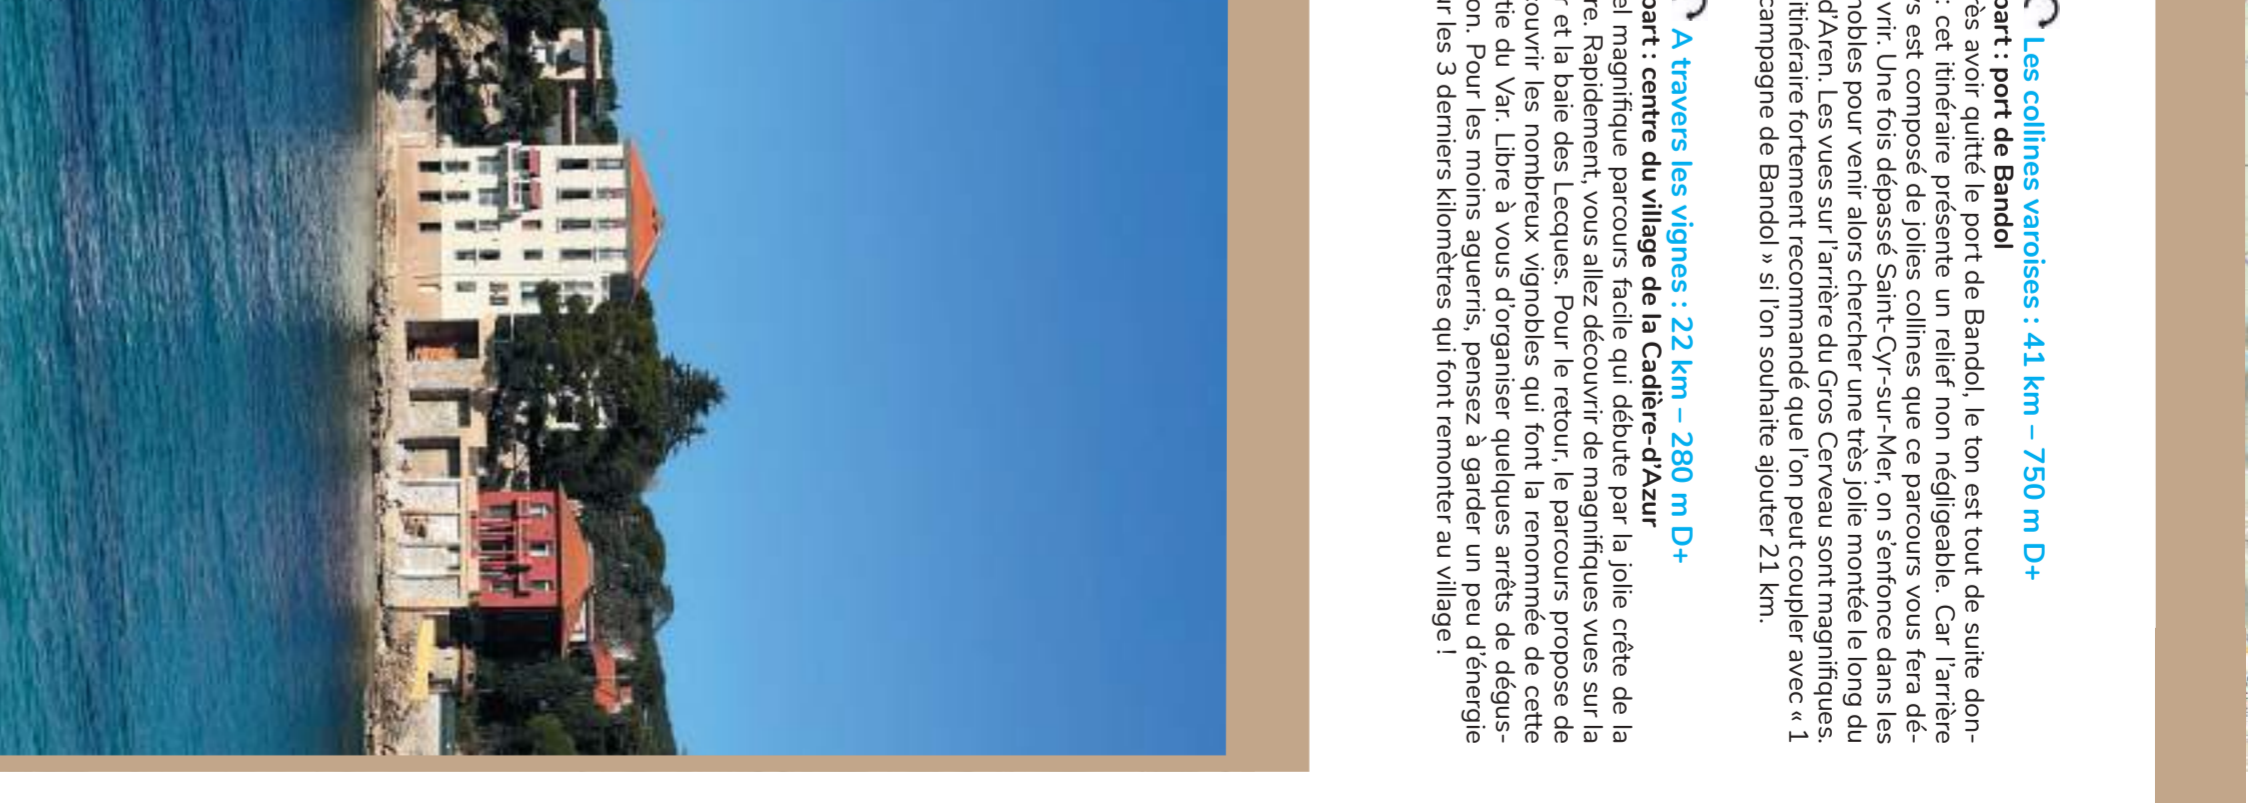 Les collines varoises : 41 km – 750 m D+
part : port de Bandol
rès avoir quitté le port de Bandol, le ton est tout de suite don-
: cet itinéraire présente un relief non négligeable. Car l’arrière
ys est composé de jolies collines que ce parcours vous fera dé-
vrir. Une fois dépassé Saint-Cyr-sur-Mer, on s’enfonce dans les
nobles pour venir alors chercher une très jolie montée le long du
d’Aren. Les vues sur l’arrière du Gros Cerveau sont magnifiques.
itinéraire fortement recommandé que l’on peut coupler avec « 1
campagne de Bandol » si l’on souhaite ajouter 21 km.
A travers les vignes : 22 km – 280 m D+
part : centre du village de la Cadière-d’Azur
el magnifique parcours facile qui débute par la jolie crête de la
re. Rapidement, vous allez découvrir de magnifiques vues sur la
r et la baie des Lecques. Pour le retour, le parcours propose de
ouvrir les nombreux vignobles qui font la renommée de cette
tie du Var. Libre à vous d’organiser quelques arrêts de dégus-
on. Pour les moins aguerris, pensez à garder un peu d’énergie
ur les 3 derniers kilomètres qui font remonter au village !